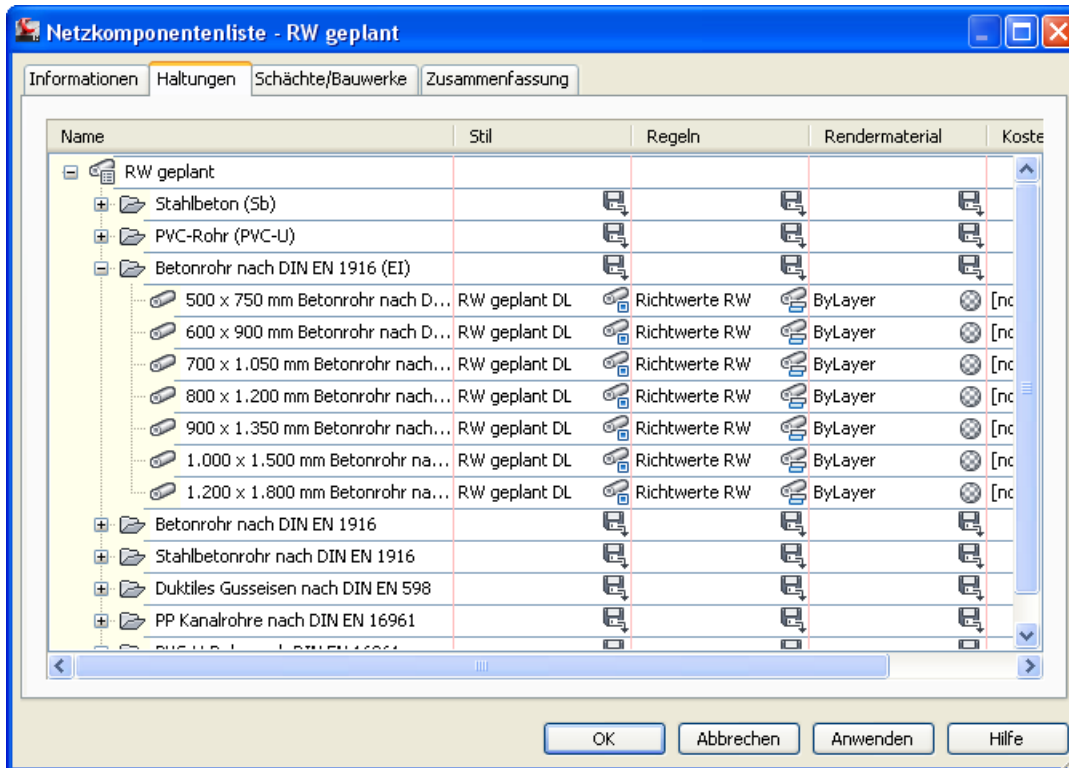 Netzkomponentenliste - RW geplant
Informationen Haltungen Schächte/Bauwerke Zusammenfassung
Name Stil Regeln Rendermaterial Koste
RW geplant
Stahlbeton (Sb)
PVC-Rohr (PVC-U)
Betonrohr nach DIN EN 1916 (EI)
500 x 750 mm Betonrohr nach D... RW geplant DL Richtwerte RW ByLayer [no
600 x 900 mm Betonrohr nach D... RW geplant DL Richtwerte RW ByLayer [no
700 x 1.050 mm Betonrohr nach... RW geplant DL Richtwerte RW ByLayer [no
800 x 1.200 mm Betonrohr nach... RW geplant DL Richtwerte RW ByLayer [no
900 x 1.350 mm Betonrohr nach... RW geplant DL Richtwerte RW ByLayer [no
1.000 x 1.500 mm Betonrohr na... RW geplant DL Richtwerte RW ByLayer [no
1.200 x 1.800 mm Betonrohr na... RW geplant DL Richtwerte RW ByLayer [no
Betonrohr nach DIN EN 1916
Stahlbetonrohr nach DIN EN 1916
Duktiles Gusseisen nach DIN EN 598
PP Kanalrohre nach DIN EN 16961
OK Abbrechen Anwenden Hilfe